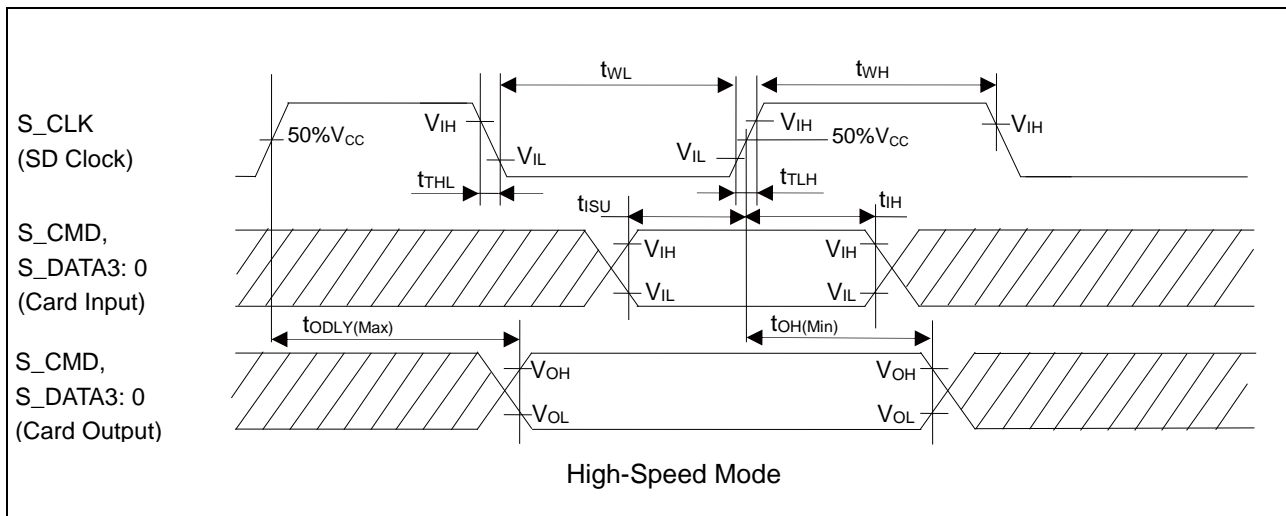 tWL
tWH
S_CLK
(SD Clock)
50%VCC
VIH
VIL
VIL
VIH
50%VCC
VIH
tTHL
tTLH
tISU
tIH
S_CMD,
S_DATA3: 0
(Card Input)
VIH
VIL
VIH
VIL
tODLY(Max)
tOH(Min)
S_CMD,
S_DATA3: 0
(Card Output)
VOH
VOL
VOH
VOL
High-Speed Mode